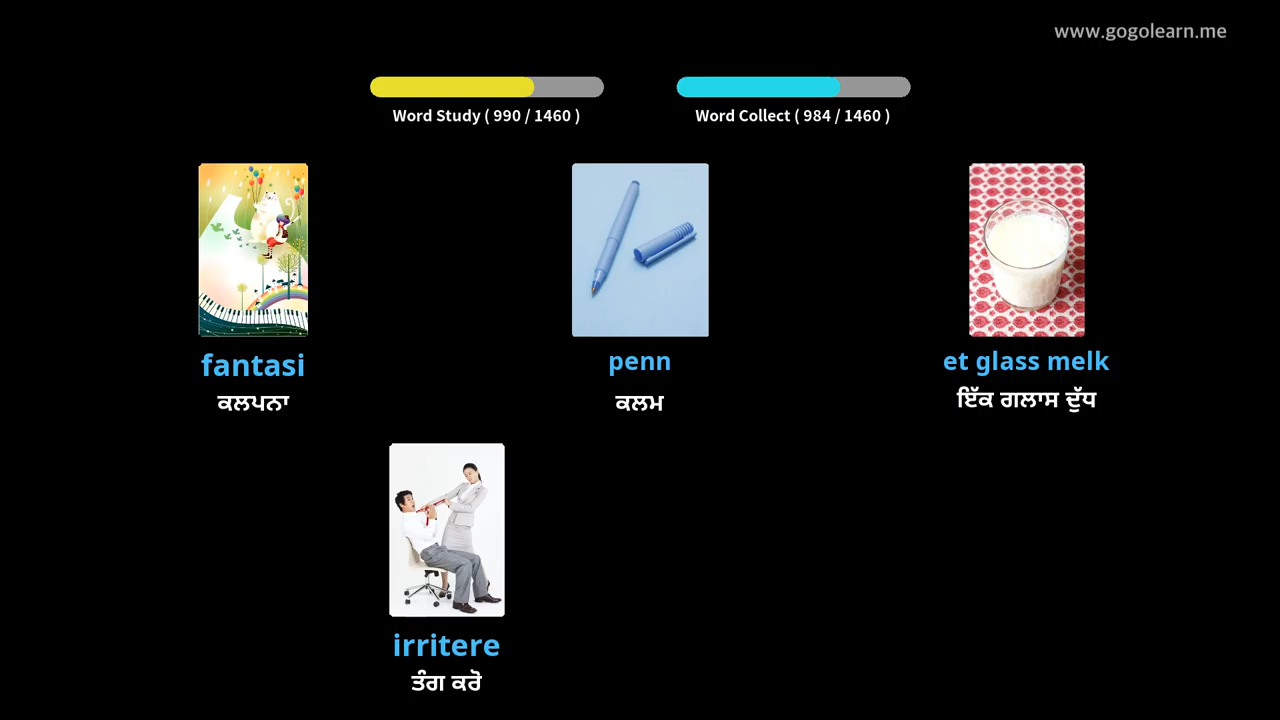 www.gogolearn.me
Word Study ( 990 / 1460 )
Word Collect ( 984 / 1460 )
fantasi
ਕਲਪਨਾ
penn
ਕਲਮ
et glass melk
ਇੱਕ ਗਲਾਸ ਦੁੱਧ
irritere
ਤੰਗ ਕਰੋ